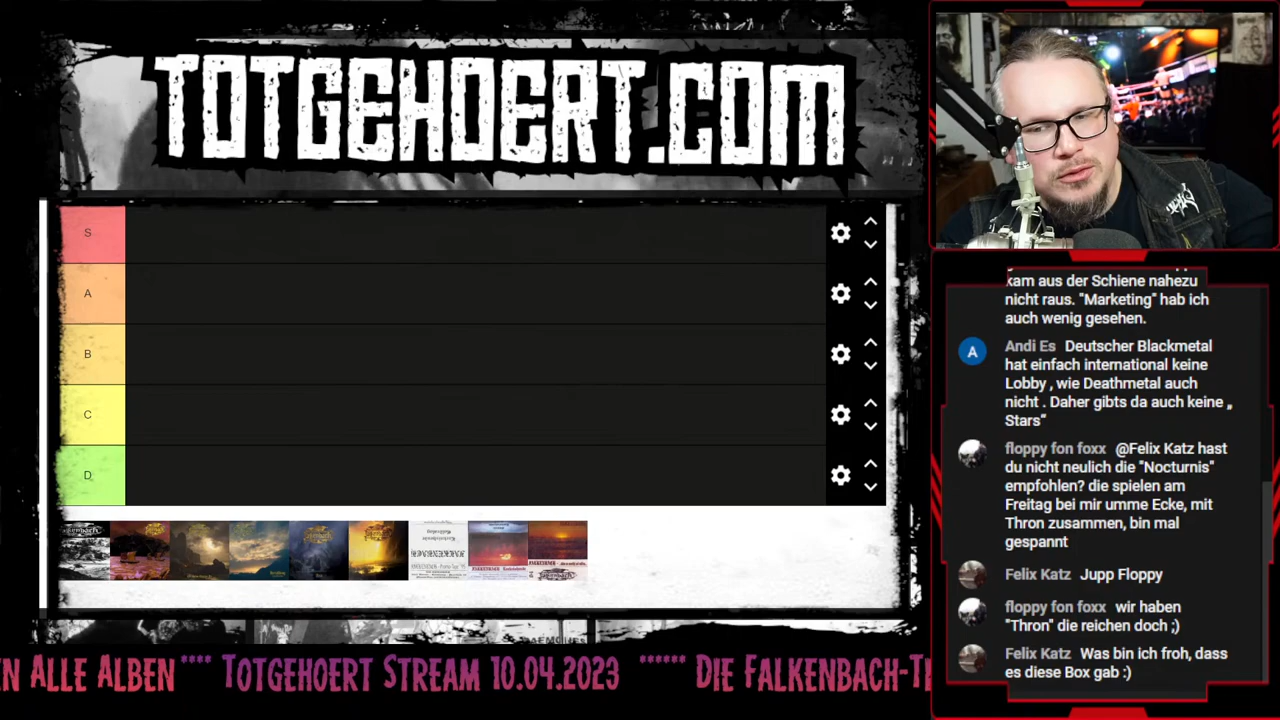 TOTGEHOERT.COM
S
A
B
C
D
kam aus der Schiene nahezu
nicht raus. "Marketing" hab ich
auch wenig gesehen.
A
Andi Es Deutscher Blackmetal
hat einfach international keine
Lobby , wie Deathmetal auch
nicht . Daher gibts da auch keine „
Stars“
floppy fon foxx @Felix Katz hast
du nicht neulich die "Nocturnis"
empfohlen? die spielen am
Freitag bei mir umme Ecke, mit
Thron zusammen, bin mal
gespannt
Felix Katz Jupp Floppy
floppy fon foxx wir haben
"Thron" die reichen doch ;)
Felix Katz Was bin ich froh, dass
es diese Box gab :)
N ALLE ALBEN **** TOTGEHOERT STREAM 10.04.2023 ****** DIE FALKENBACH-TI